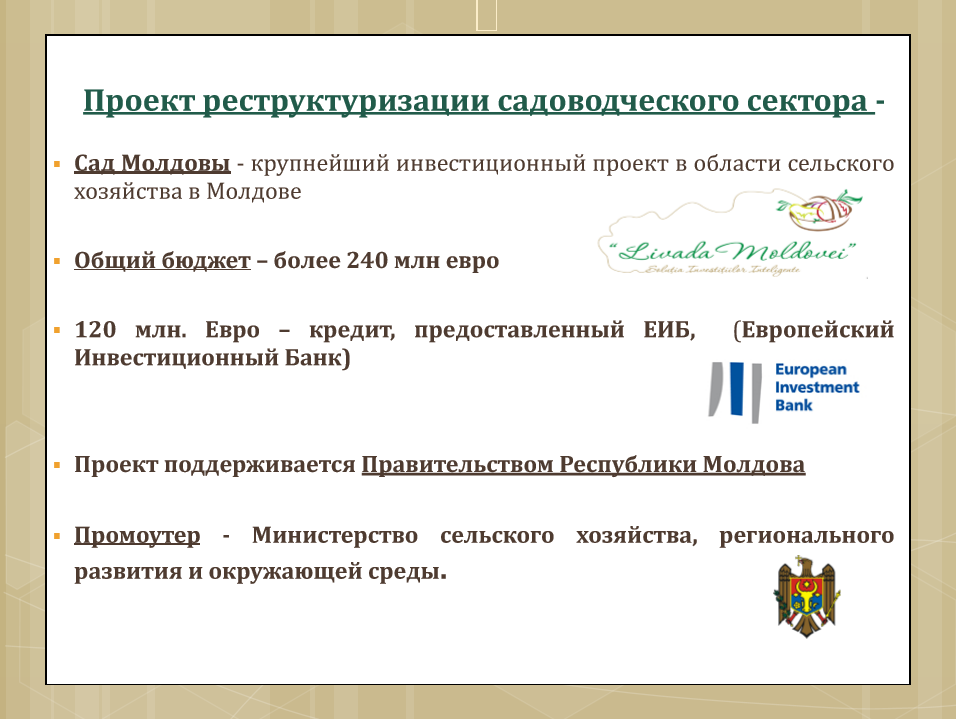 Проект реструктуризации садоводческого сектора -
Сад Молдовы - крупнейший инвестиционный проект в области сельского
хозяйства в Молдове
“Livada Moldovei”
Soluția Investițiilor Inteligente
Общий бюджет – более 240 млн евро
120 млн. Евро – кредит, предоставленный ЕИБ, (Европейский
Инвестиционный Банк)
European
Investment
Bank
Проект поддерживается Правительством Республики Молдова
Промоутер - Министерство сельского хозяйства, регионального
развития и окружающей среды.